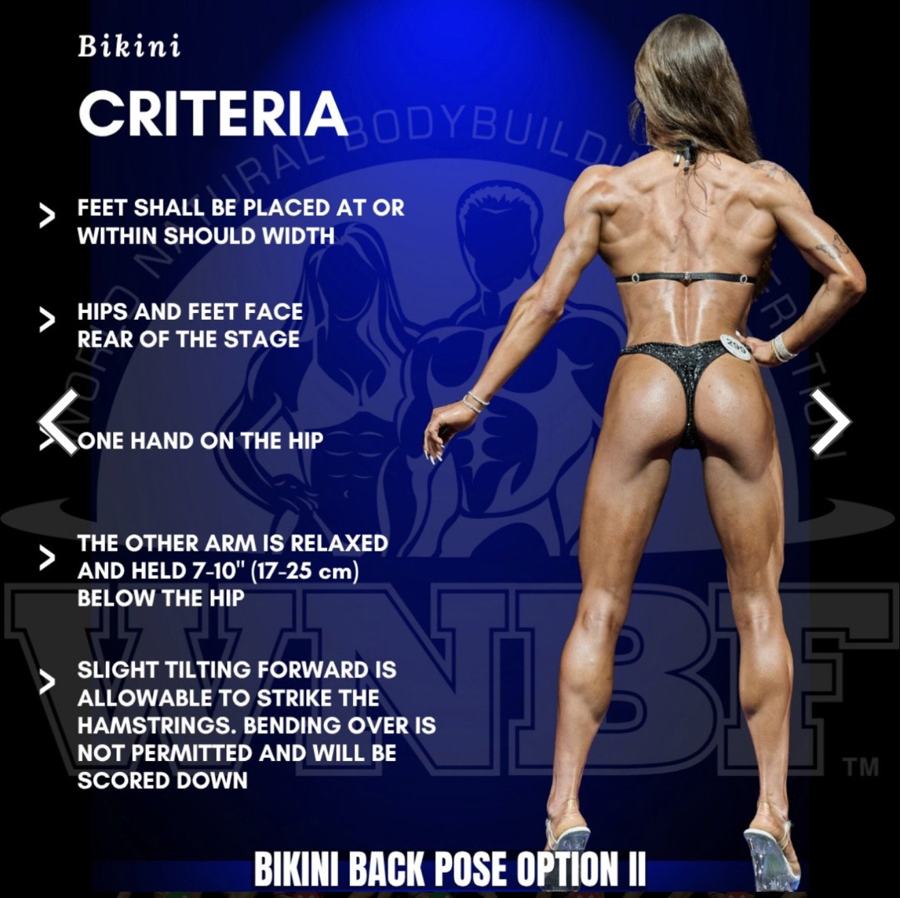 Bikini
CRITERIA
FEET SHALL BE PLACED AT OR
WITHIN SHOULD WIDTH
HIPS AND FEET FACE
REAR OF THE STAGE
ONE HAND ON THE HIP
THE OTHER ARM IS RELAXED
AND HELD 7-10" (17-25 cm)
BELOW THE HIP
SLIGHT TILTING FORWARD IS
ALLOWABLE TO STRIKE THE
HAMSTRINGS. BENDING OVER IS
NOT PERMITTED AND WILL BE
SCORED DOWN
BIKINI BACK POSE OPTION II
WORLD NATURAL BODYBUILDING
WNBF
TM